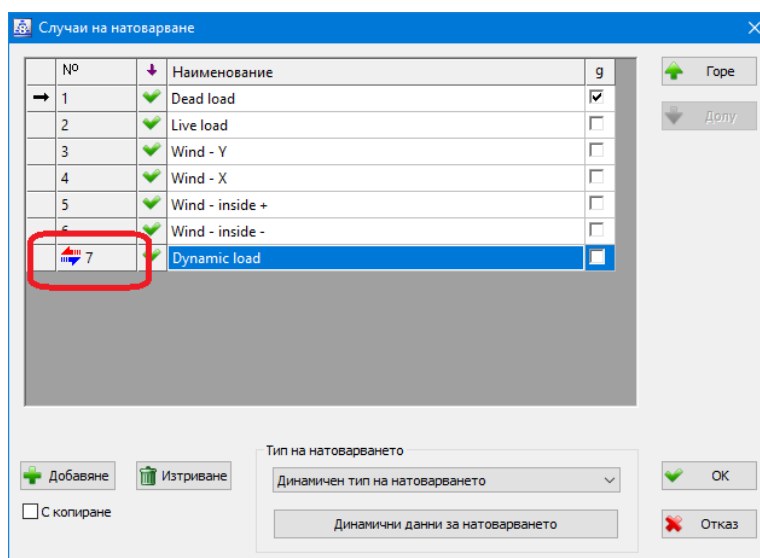 Случаи на натоварване
Nº Наименование g
1 Dead load
2 Live load
3 Wind - Y
4 Wind - X
5 Wind - inside +
6 Wind - inside -
7 Dynamic load
Горе
Долу
Добавяне
Изтриване
С копиране
Тип на натоварването
Динамичен тип на натоварването
Динамични данни за натоварването
OK
Отказ